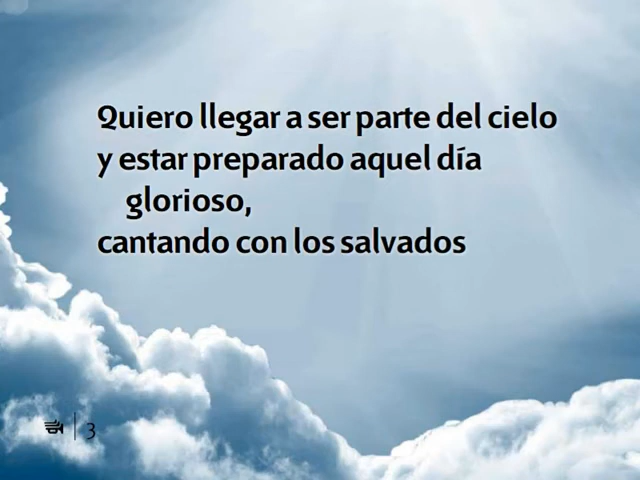 Quiero llegar a ser parte del cielo
y estar preparado aquel día
glorioso,
cantando con los salvados
3